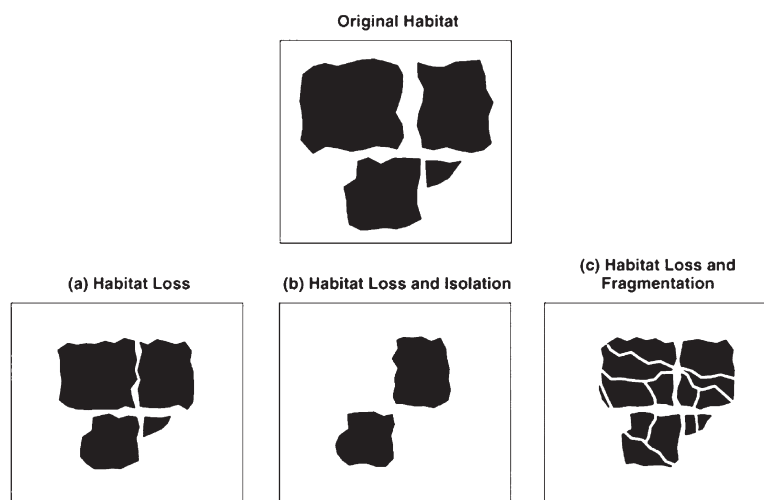 Original Habitat
(a) Habitat Loss
(b) Habitat Loss and Isolation
(c) Habitat Loss and
Fragmentation